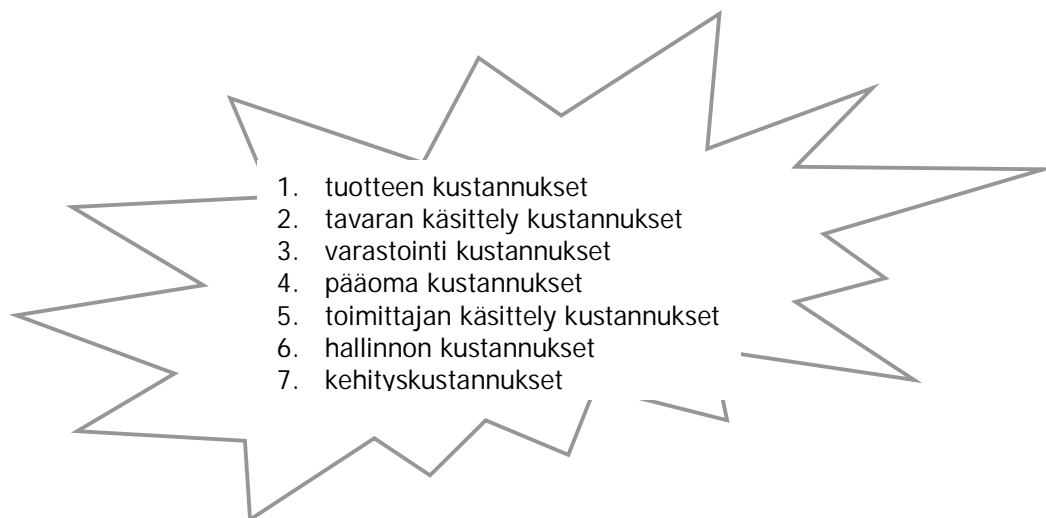 1. tuotteen kustannukset
2. tavaran käsittely kustannukset
3. varastointi kustannukset
4. pääoma kustannukset
5. toimittajan käsittely kustannukset
6. hallinnon kustannukset
7. kehityskustannukset